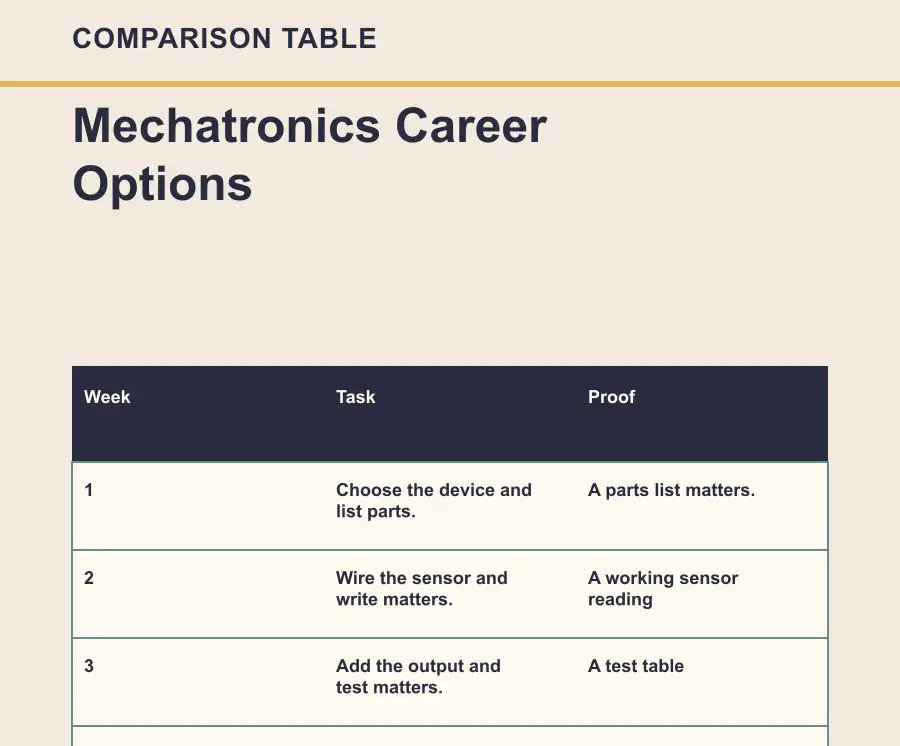 COMPARISON TABLE
Mechatronics Career
Options
Week Task Proof
1 Choose the device and A parts list matters.
list parts.
2 Wire the sensor and A working sensor
write matters. reading
3 Add the output and A test table
test matters.